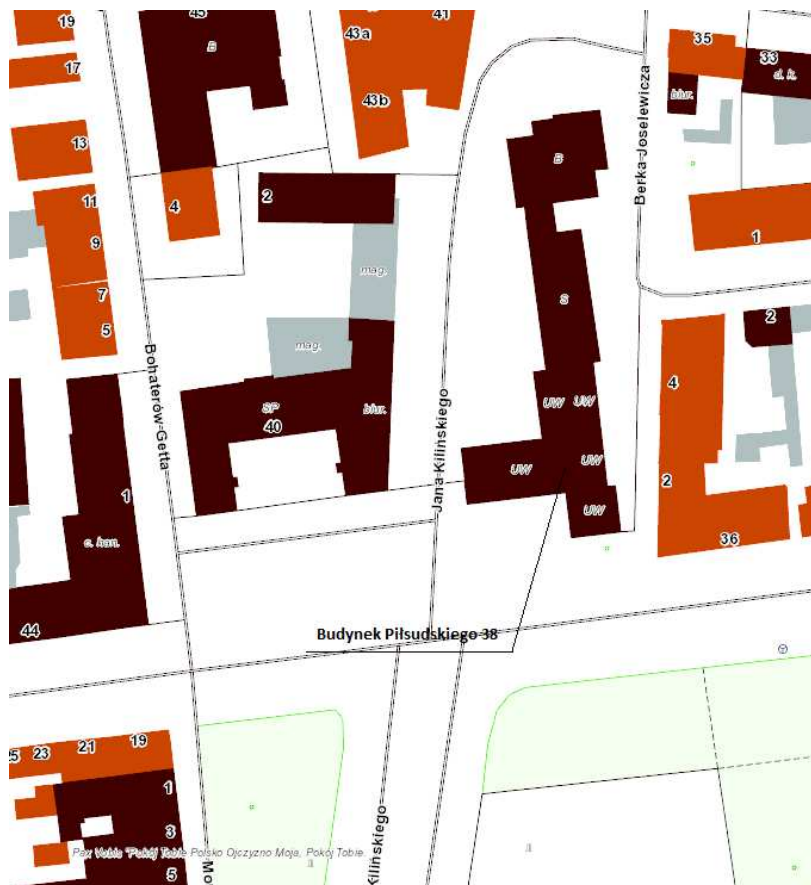 19
45
43a
41
B
17
43b
35
33
d. k.
biur.
13
Berka Joselewicza
B
11
4
2
9
1
mag.
7
5
S
2
mag.
4
Bohaterów Getta
SP
40
biur.
Jana Kilińskiego
UW
UW
UW
UW
UW
1
2
c. han.
36
44
Budynek Piłsudskiego 38
25
23
21
19
1
3
Pax Vobis "Pokój Tobie Polsko Ojczyzno Moja, Pokój Tobie
5
Mo
Kilińskiego